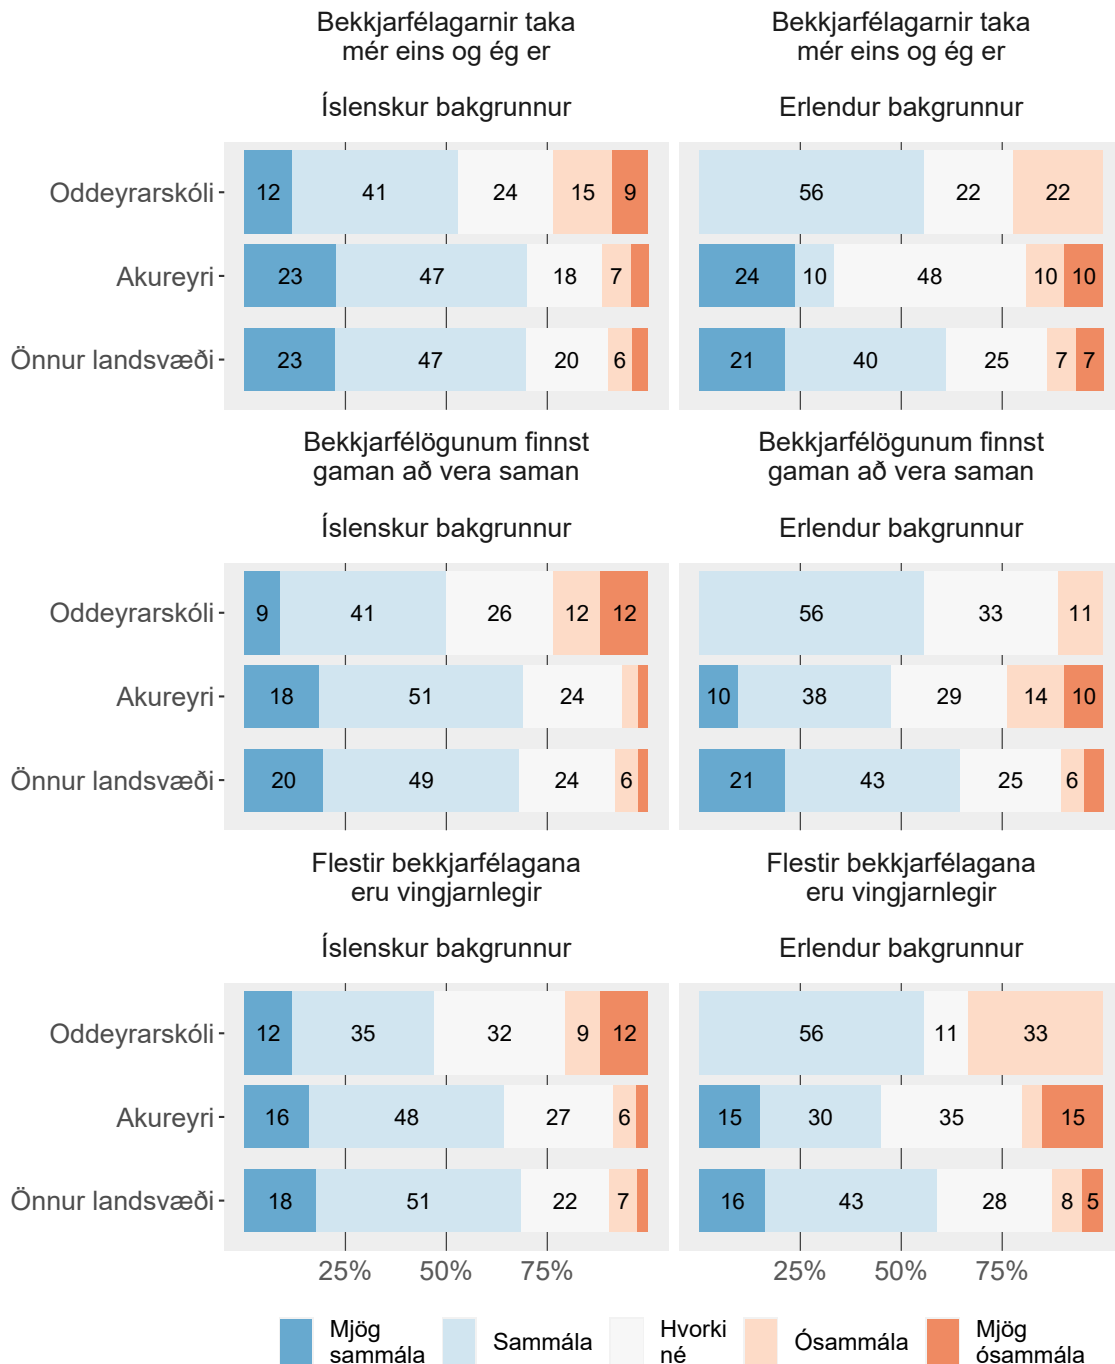 Bekkjarfélagarnir taka
mér eins og ég er
Bekkjarfélagarnir taka
mér eins og ég er
Íslenskur bakgrunnur
Erlendur bakgrunnur
Oddeyrarskóli 12 41 24 15 9 56 22 22
Akureyri 23 47 18 7 24 10 48 10 10
Önnur landsvæði 23 47 20 6 21 40 25 7 7
Bekkjarfélögunum finnst
gaman að vera saman
Bekkjarfélögunum finnst
gaman að vera saman
Íslenskur bakgrunnur
Erlendur bakgrunnur
Oddeyrarskóli 9 41 26 12 12 56 33 11
Akureyri 18 51 24 10 38 29 14 10
Önnur landsvæði 20 49 24 6 21 43 25 6
Flestir bekkjarfélagana
eru vingjarnlegir
Flestir bekkjarfélagana
eru vingjarnlegir
Íslenskur bakgrunnur
Erlendur bakgrunnur
Oddeyrarskóli 12 35 32 9 12 56 11 33
Akureyri 16 48 27 6 15 30 35 15
Önnur landsvæði 18 51 22 7 16 43 28 8 5
25% 50% 75% 25% 50% 75%
Mjög
sammála
Sammála
Hvorki
né
Ósammála
Mjög
ósammála